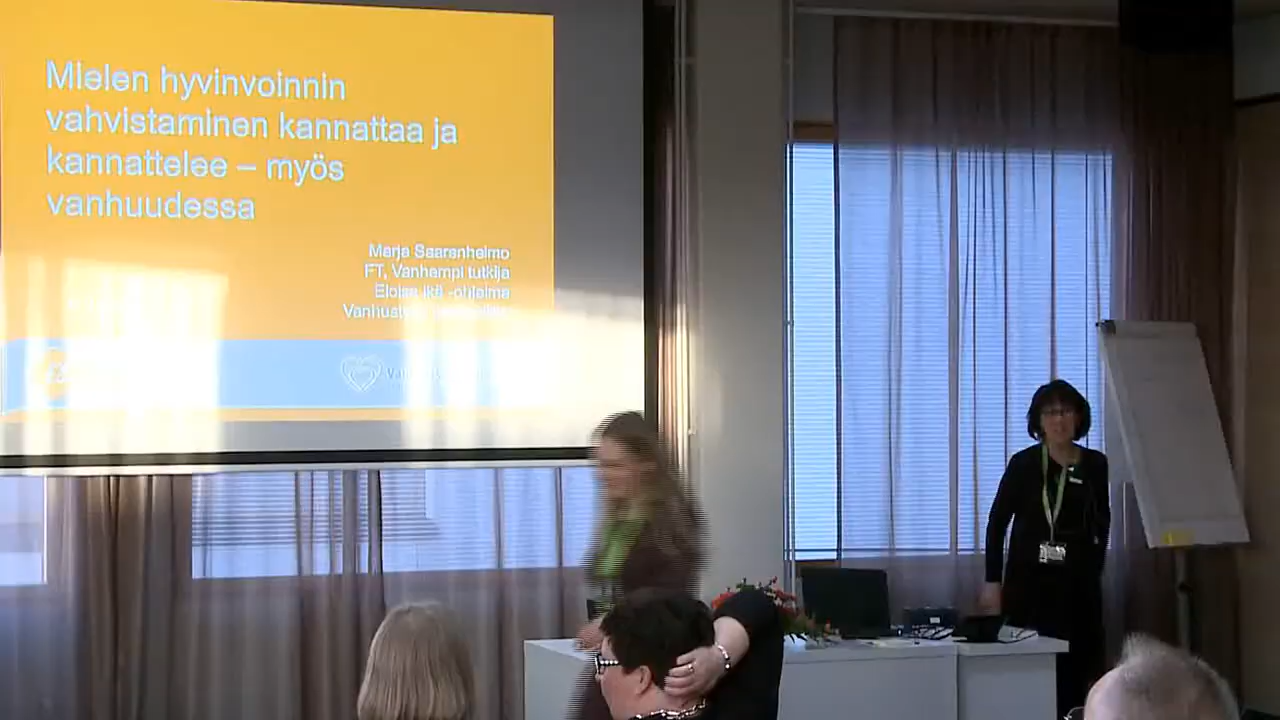 Mielen hyvinvoinnin
vahvistaminen kannattaa ja
kannattelee – myös
vanhuudessa
Marja Saarenheimo
FT, Vanhempi tutkija
Eloisa ikä -ohjelma